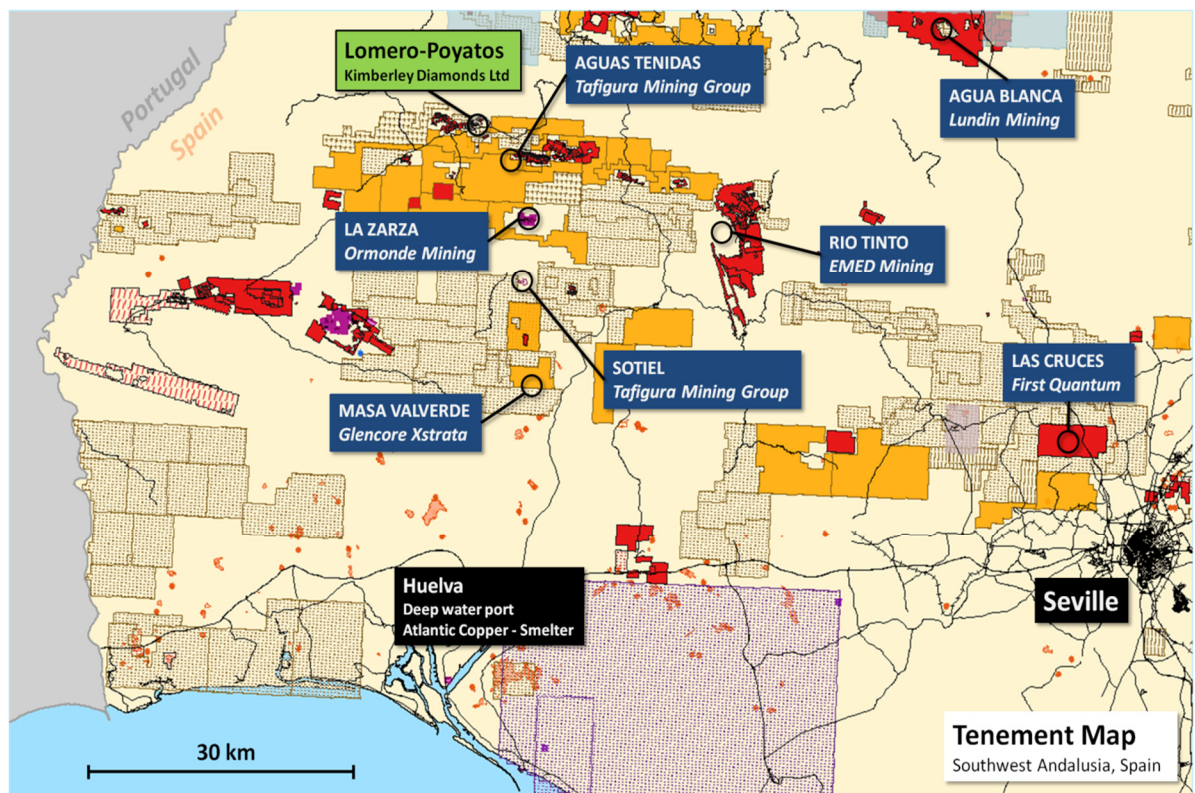 Portugal
Spain
Lomero-Poyatos
Kimberley Diamonds Ltd
AGUAS TENIDAS
Tafigura Mining Group
AGUA BLANCA
Lundin Mining
LA ZARZA
Ormonde Mining
RIO TINTO
EMED Mining
SOTIEL
Tafigura Mining Group
LAS CRUCES
First Quantum
MASA VALVERDE
Glencore Xstrata
Huelva
Deep water port
Atlantic Copper - Smelter
Seville
30 km
Tenement Map
Southwest Andalusia, Spain